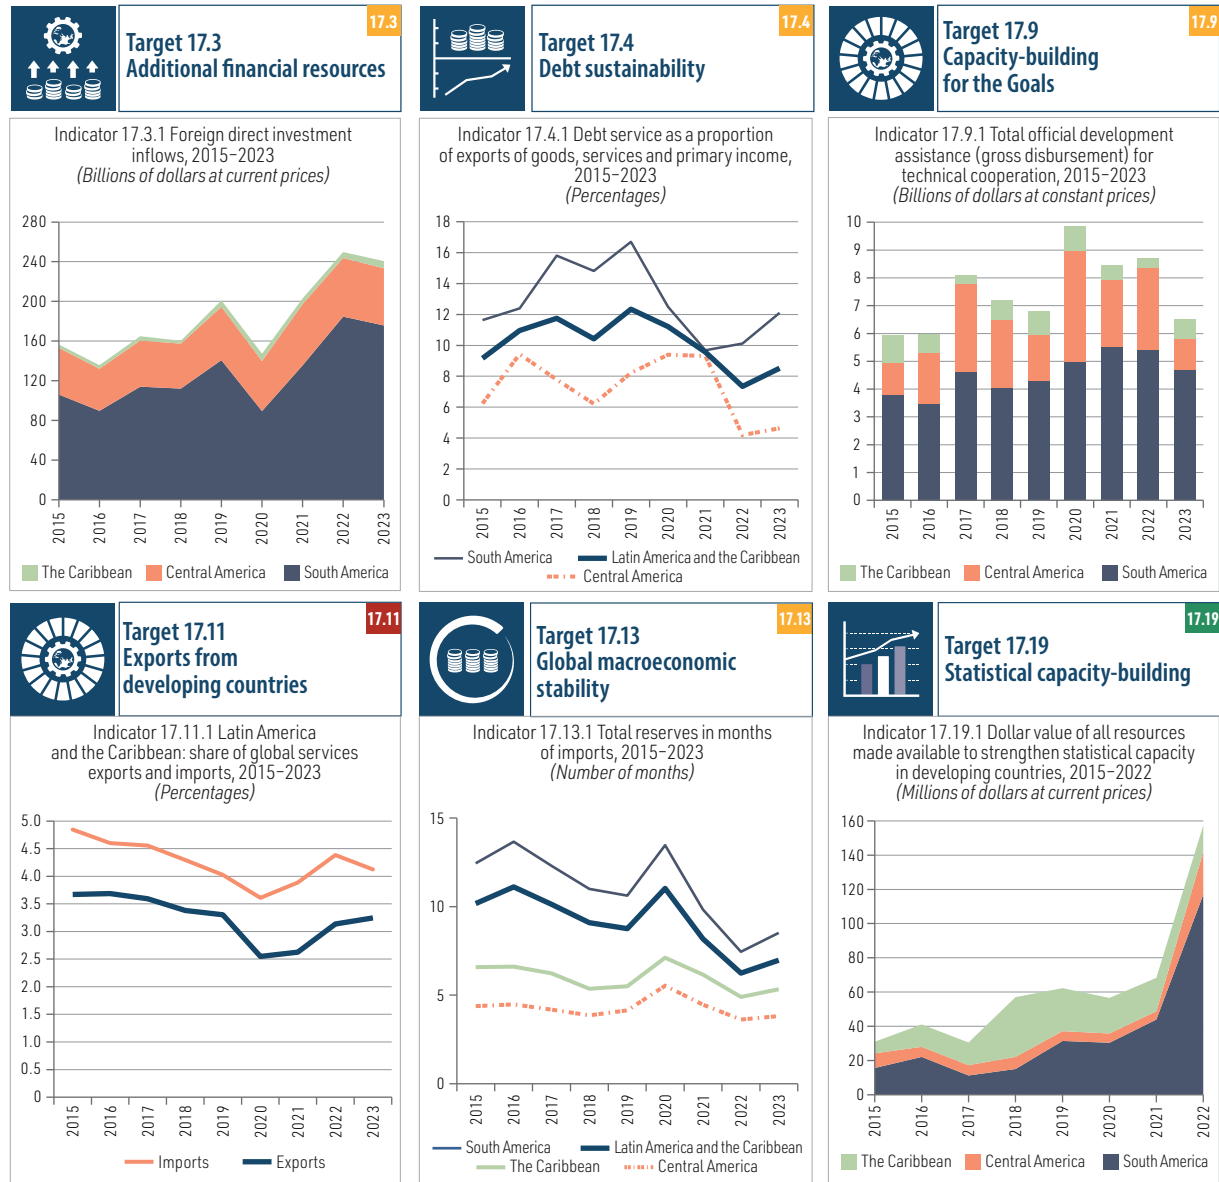 17.3
Target 17.3
Additional financial resources
Indicator 17.3.1 Foreign direct investment
inflows, 2015–2023
(Billions of dollars at current prices)
280
240
200
160
120
80
40
0
2015
2016
2017
2018
2019
2020
2021
2022
2023
The Caribbean
Central America
South America
17.4
Target 17.4
Debt sustainability
Indicator 17.4.1 Debt service as a proportion
of exports of goods, services and primary income,
2015–2023
(Percentages)
18
16
14
12
10
8
6
4
2
0
2015
2016
2017
2018
2019
2020
2021
2022
2023
South America
Latin America and the Caribbean
Central America
17.9
Target 17.9
Capacity-building
for the Goals
Indicator 17.9.1 Total official development
assistance (gross disbursement) for
technical cooperation, 2015–2023
(Billions of dollars at constant prices)
10
9
8
7
6
5
4
3
2
1
0
2015
2016
2017
2018
2019
2020
2021
2022
2023
The Caribbean
Central America
South America
17.11
Target 17.11
Exports from
developing countries
Indicator 17.11.1 Latin America
and the Caribbean: share of global services
exports and imports, 2015–2023
(Percentages)
5.0
4.5
4.0
3.5
3.0
2.5
2.0
1.5
1.0
0.5
0
2015
2016
2017
2018
2019
2020
2021
2022
2023
Imports
Exports
17.13
Target 17.13
Global macroeconomic
stability
Indicator 17.13.1 Total reserves in months
of imports, 2015–2023
(Number of months)
15
10
5
0
2015
2016
2017
2018
2019
2020
2021
2022
2023
South America
Latin America and the Caribbean
The Caribbean
Central America
17.19
Target 17.19
Statistical capacity-building
Indicator 17.19.1 Dollar value of all resources
made available to strengthen statistical capacity
in developing countries, 2015–2022
(Millions of dollars at current prices)
160
140
120
100
80
60
40
20
0
2015
2016
2017
2018
2019
2020
2021
2022
The Caribbean
Central America
South America